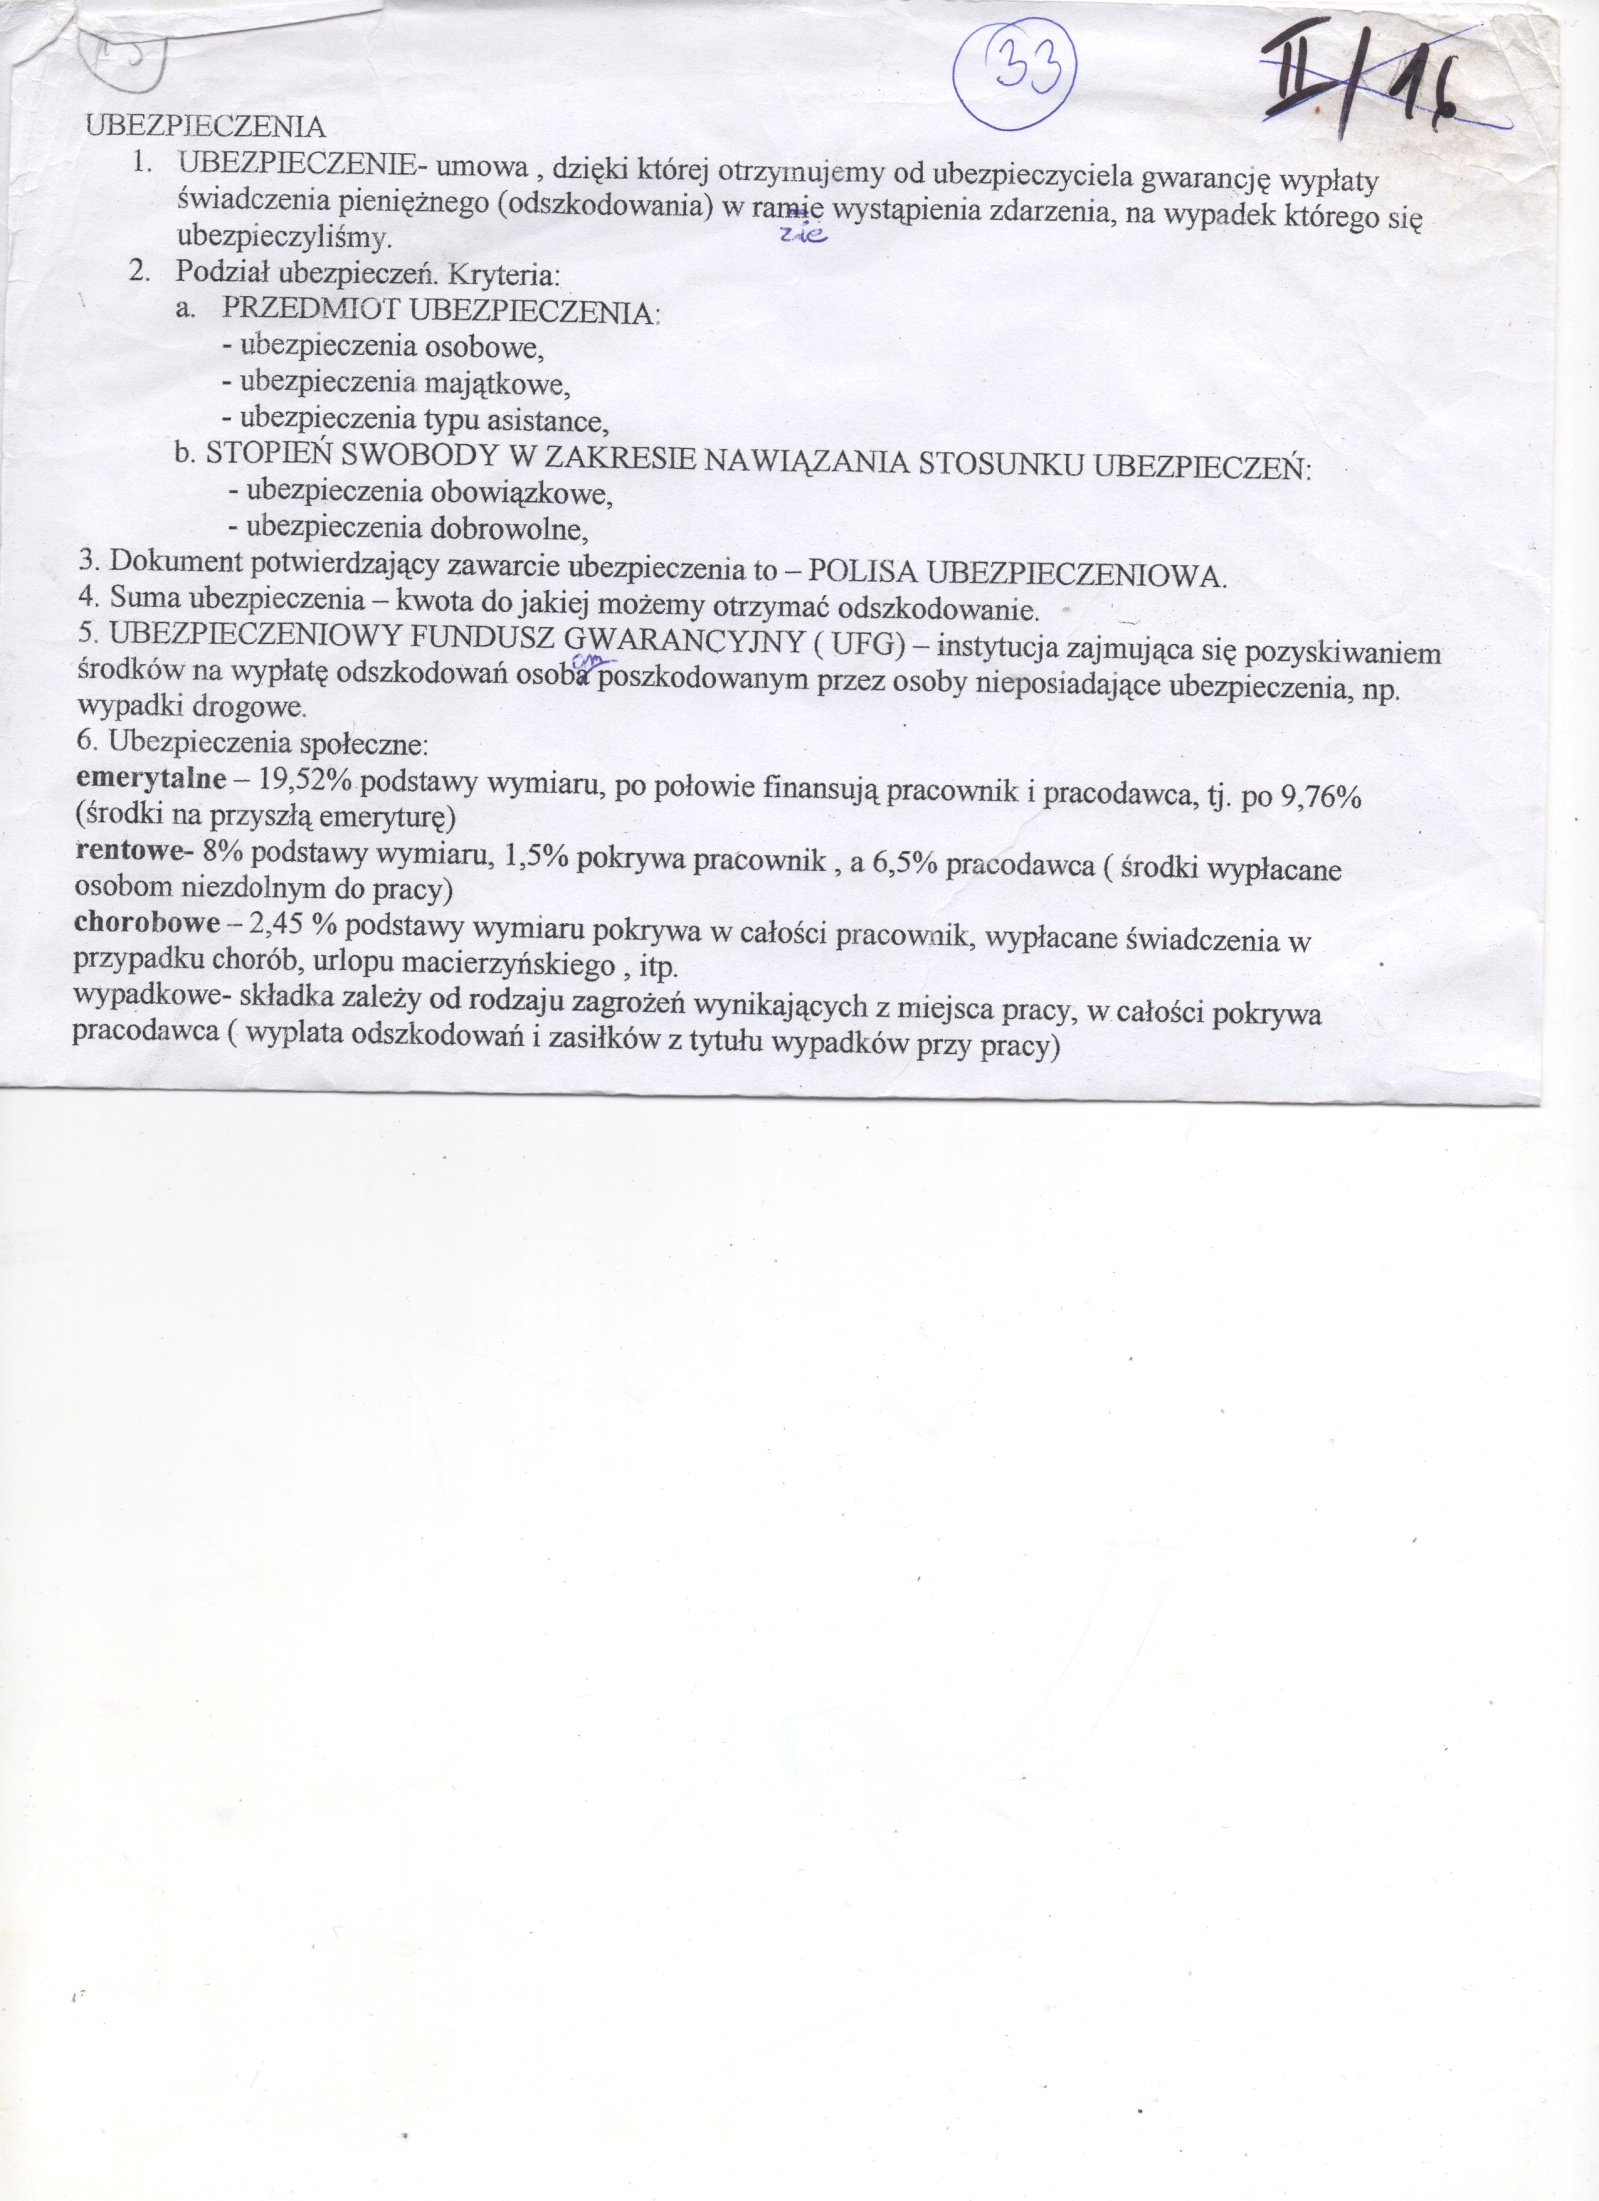 33
II/16
UBEZPIECZENIA
1. UBEZPIECZENIE- umowa , dzięki której otrzymujemy od ubezpieczyciela gwarancję wypłaty
świadczenia pieniężnego (odszkodowania) w ramie wystąpienia zdarzenia, na wypadek którego się
zie
ubezpieczyliśmy.
2. Podział ubezpieczeń. Kryteria:
a. PRZEDMIOT UBEZPIECZENIA:
- ubezpieczenia osobowe,
- ubezpieczenia majątkowe,
- ubezpieczenia typu asistance,
b. STOPIEŃ SWOBODY W ZAKRESIE NAWIĄZANIA STOSUNKU UBEZPIECZEŃ:
- ubezpieczenia obowiązkowe,
- ubezpieczenia dobrowolne,
3. Dokument potwierdzający zawarcie ubezpieczenia to – POLISA UBEZPIECZENIOWA.
4. Suma ubezpieczenia – kwota do jakiej możemy otrzymać odszkodowanie.
5. UBEZPIECZENIOWY FUNDUSZ GWARANCYJNY ( UFG) – instytucja zajmująca się pozyskiwaniem
om
środków na wypłatę odszkodowań osoba poszkodowanym przez osoby nieposiadające ubezpieczenia, np.
wypadki drogowe.
6. Ubezpieczenia społeczne:
emerytalne – 19,52% podstawy wymiaru, po połowie finansują pracownik i pracodawca, tj. po 9,76%
(środki na przyszłą emeryturę)
rentowe- 8% podstawy wymiaru, 1,5% pokrywa pracownik , a 6,5% pracodawca ( środki wypłacane
osobom niezdolnym do pracy)
chorobowe – 2,45 % podstawy wymiaru pokrywa w całości pracownik, wypłacane świadczenia w
przypadku chorób, urlopu macierzyńskiego , itp.
wypadkowe- składka zależy od rodzaju zagrożeń wynikających z miejsca pracy, w całości pokrywa
pracodawca ( wyplata odszkodowań i zasiłków z tytułu wypadków przy pracy)